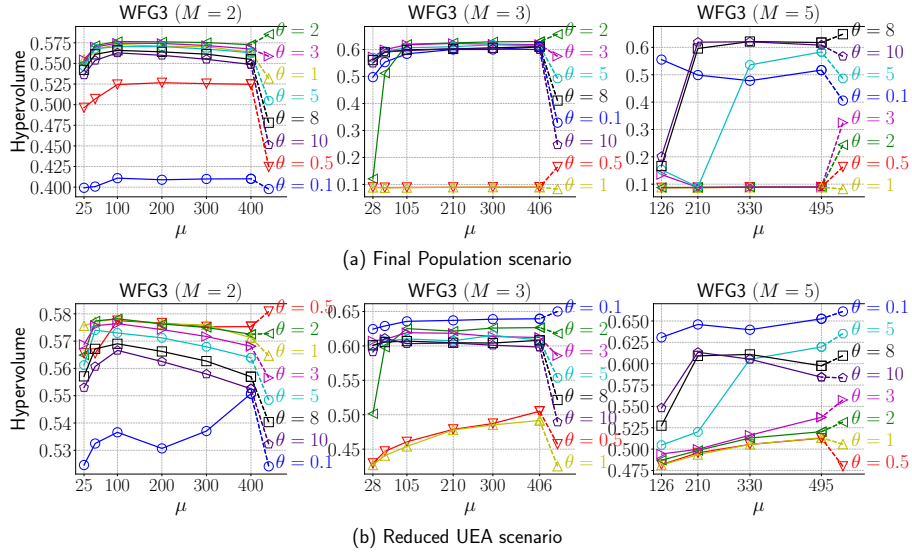 WFG3 (M = 2)
Hypervolume
0.575
0.550
0.525
0.500
0.475
0.450
0.425
0.400
25
100
200
300
400
μ
θ = 2
θ = 3
θ = 1
θ = 5
θ = 8
θ = 10
θ = 0.5
θ = 0.1
WFG3 (M = 3)
0.6
0.5
0.4
0.3
0.2
0.1
28
105
210
300
406
μ
θ = 2
θ = 3
θ = 5
θ = 8
θ = 0.1
θ = 10
θ = 0.5
θ = 1
WFG3 (M = 5)
0.6
0.5
0.4
0.3
0.2
0.1
126
210
330
495
μ
θ = 8
θ = 10
θ = 5
θ = 0.1
θ = 3
θ = 2
θ = 0.5
θ = 1
(a) Final Population scenario
WFG3 (M = 2)
Hypervolume
0.58
0.57
0.56
0.55
0.54
0.53
25
100
200
300
400
μ
θ = 0.5
θ = 2
θ = 1
θ = 3
θ = 5
θ = 8
θ = 10
θ = 0.1
WFG3 (M = 3)
0.65
0.60
0.55
0.50
0.45
28
105
210
300
406
μ
θ = 0.1
θ = 2
θ = 3
θ = 5
θ = 8
θ = 10
θ = 0.5
θ = 1
WFG3 (M = 5)
0.650
0.625
0.600
0.575
0.550
0.525
0.500
0.475
126
210
330
495
μ
θ = 0.1
θ = 5
θ = 8
θ = 10
θ = 3
θ = 2
θ = 1
θ = 0.5
(b) Reduced UEA scenario